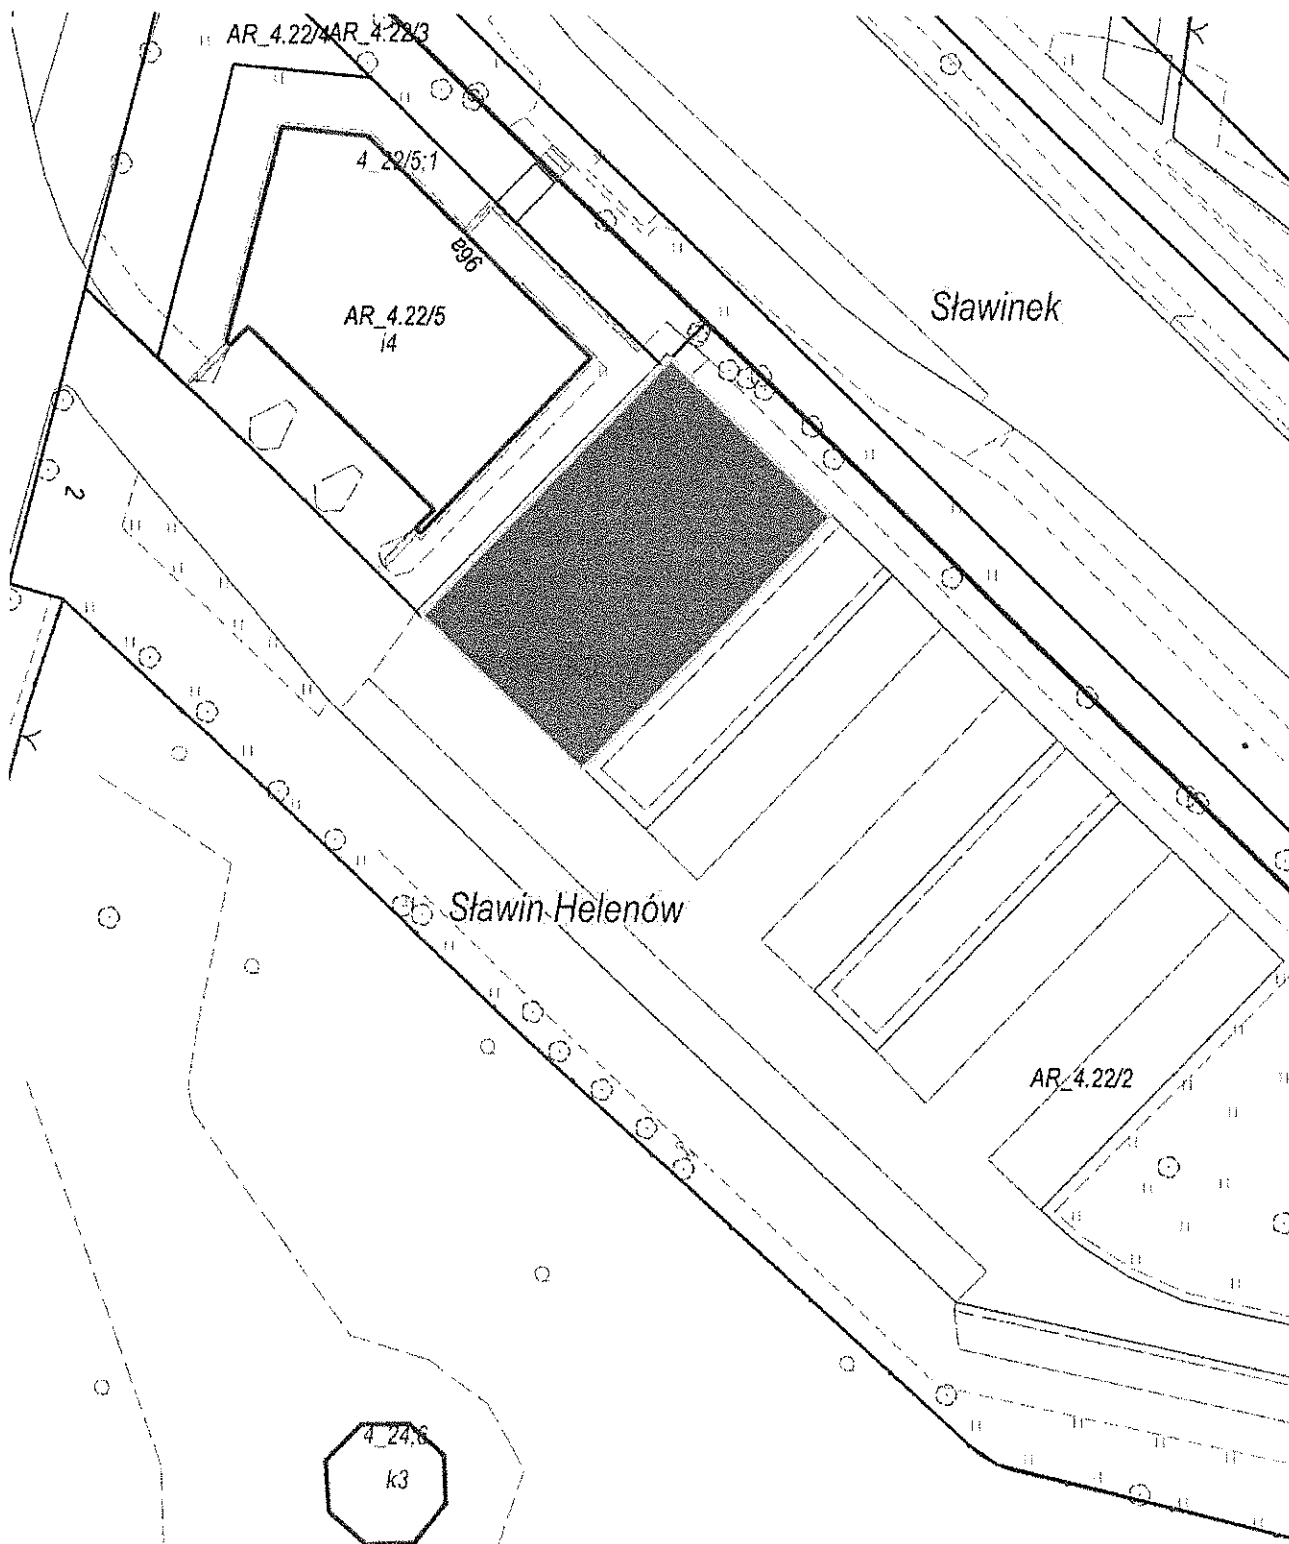 AR_4.22/4 AR_4.22/3
4_22/5;1
96a
AR_4.22/5
i4
Sławinek
2
Sławin Helenów
AR_4.22/2
4_24;6
k3